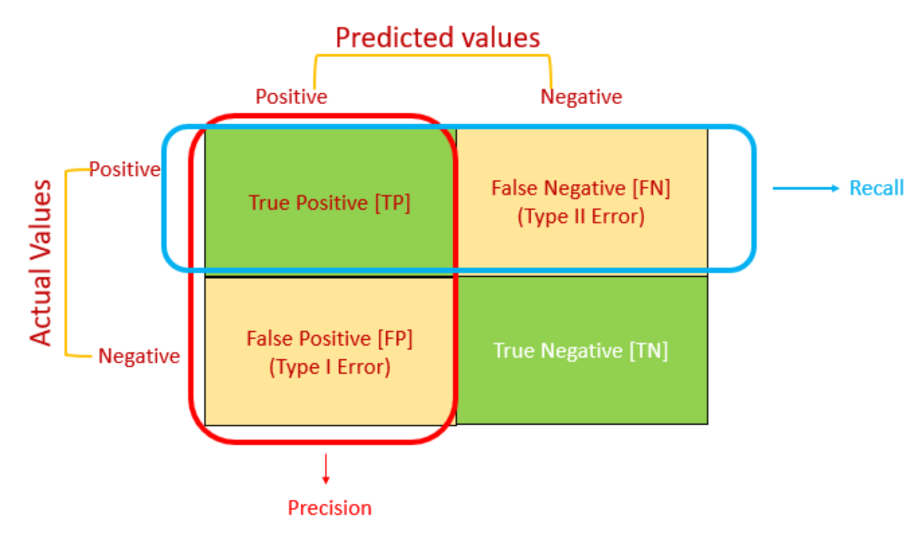 Predicted values
Positive
Negative
Actual Values
Positive
True Positive [TP]
False Negative [FN]
(Type II Error)
Recall
Negative
False Positive [FP]
(Type I Error)
True Negative [TN]
Precision